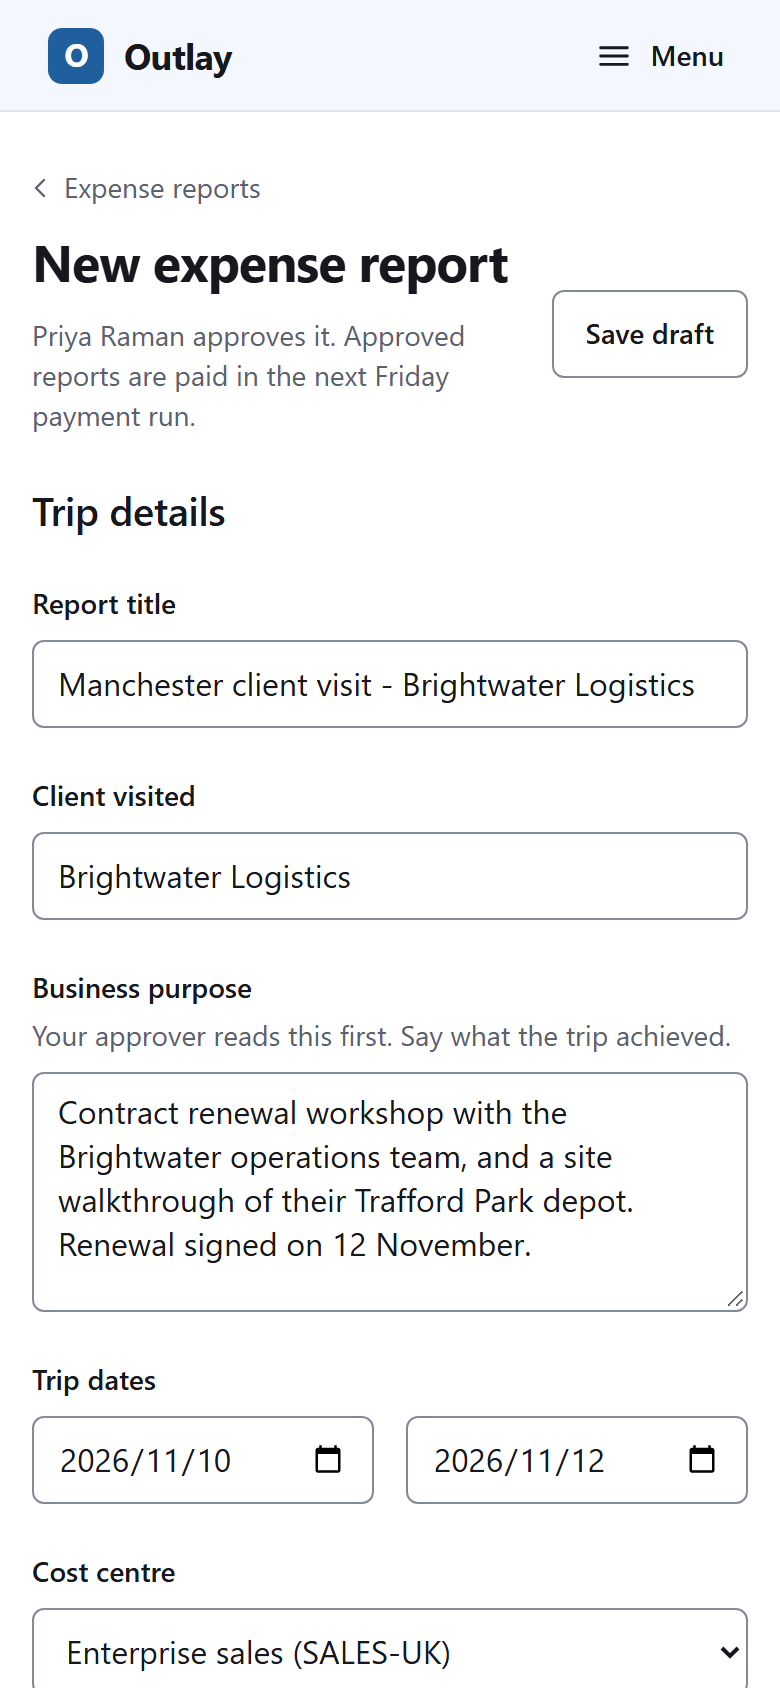 O Outlay
Menu
Expense reports
New expense report
Priya Raman approves it. Approved
reports are paid in the next Friday
payment run.
Save draft
Trip details
Report title
Manchester client visit - Brightwater Logistics
Client visited
Brightwater Logistics
Business purpose
Your approver reads this first. Say what the trip achieved.
Contract renewal workshop with the
Brightwater operations team, and a site
walkthrough of their Trafford Park depot.
Renewal signed on 12 November.
Trip dates
2026/11/10
2026/11/12
Cost centre
Enterprise sales (SALES-UK)